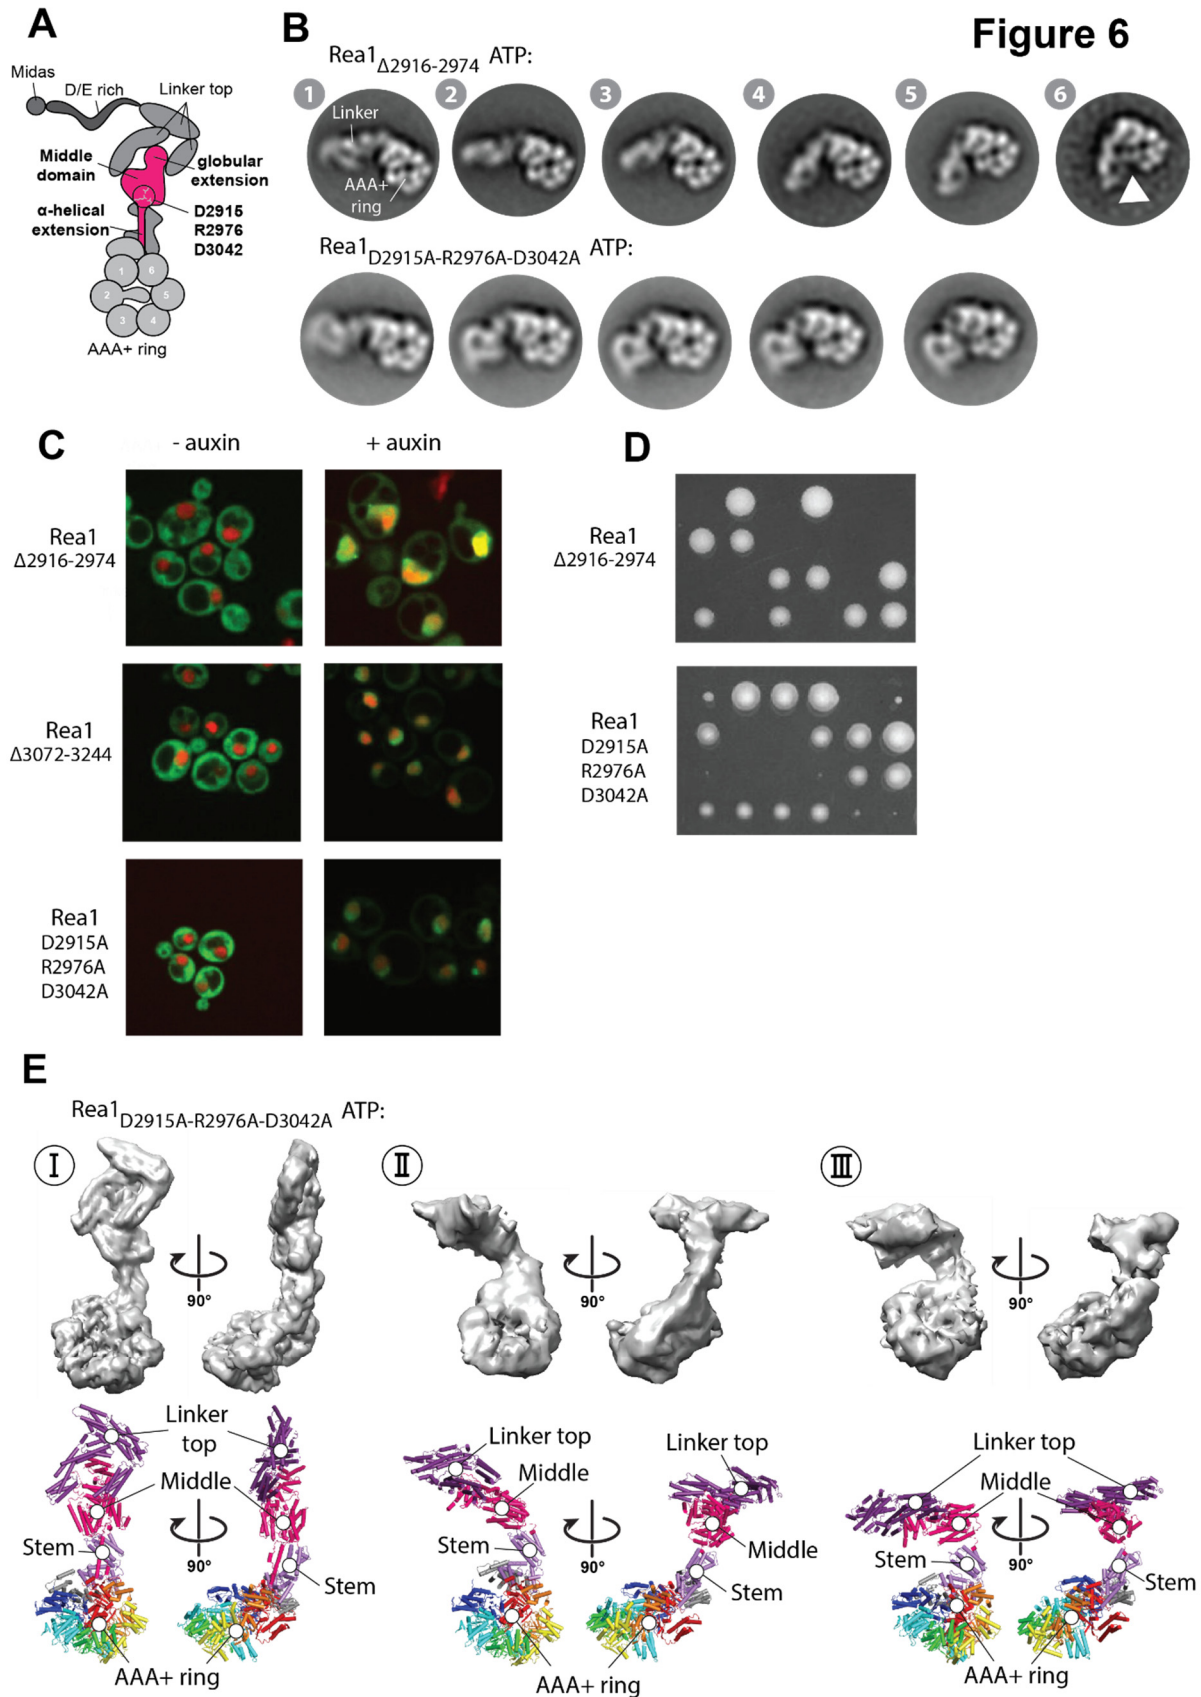 Figure 6
A
Midas
D/E rich
Linker top
Middle
domain
globular
extension
α-helical
extension
D2915
R2976
D3042
1
6
2
5
3
4
AAA+ ring
B
Rea1Δ2916-2974 ATP:
1
2
3
4
5
6
Linker
AAA+
ring
Rea1D2915A-R2976A-D3042A ATP:
C
- auxin
+ auxin
Rea1
Δ2916-2974
Rea1
Δ3072-3244
Rea1
D2915A
R2976A
D3042A
D
Rea1
Δ2916-2974
Rea1
D2915A
R2976A
D3042A
E
Rea1D2915A-R2976A-D3042A ATP:
I
90°
II
90°
III
90°
Linker
top
Middle
Stem
90°
Stem
AAA+ ring
Linker top
Middle
Stem
90°
Linker top
Middle
Stem
AAA+ ring
Linker top
Middle
Stem
90°
Stem
AAA+ ring